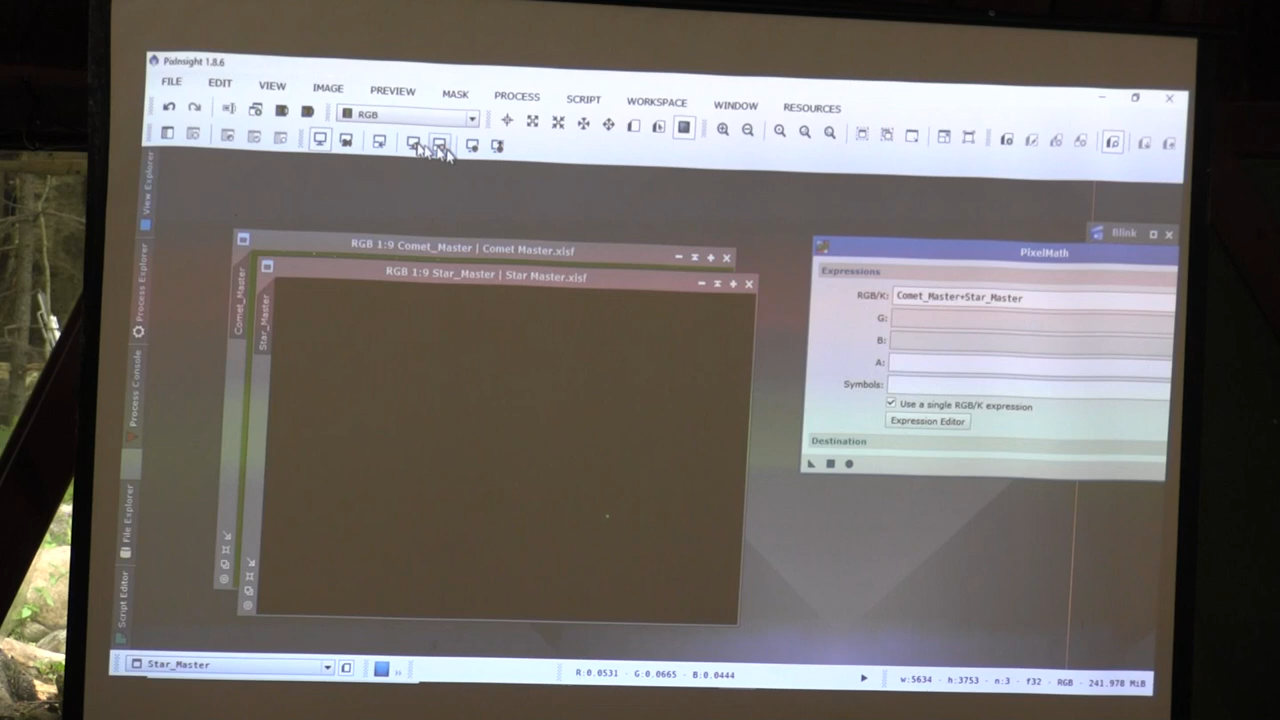 PixInsight 1.8.6
FILE EDIT VIEW IMAGE PREVIEW MASK PROCESS SCRIPT WORKSPACE WINDOW RESOURCES
RGB
View Explorer
Process Explorer
Process Console
File Explorer
Script Editor
RGB 1:9 Comet_Master | Comet Master.xisf
Comet_Master
RGB 1:9 Star_Master | Star Master.xisf
Star_Master
Blink
PixelMath
Expressions
RGB/K: Comet_Master+Star_Master
G:
B:
A:
Symbols:
Use a single RGB/K expression
Expression Editor
Destination
Star_Master
R:0.0531 · G:0.0665 · B:0.0444
w:5634 · h:3753 · n:3 · f32 · RGB · 241.978 MiB